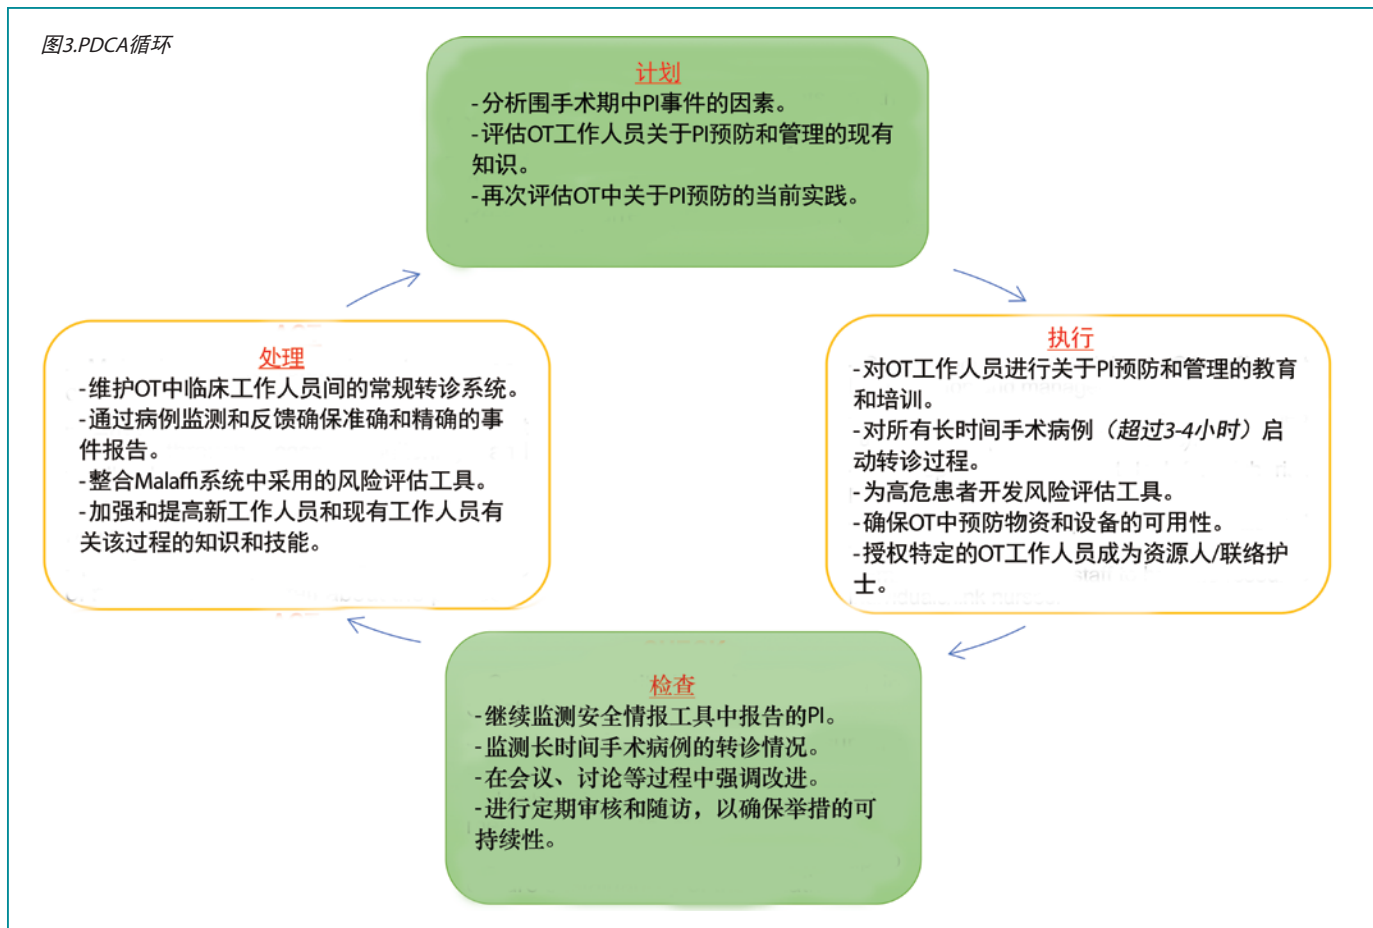 图3.PDCA循环
计划
-分析围手术期中PI事件的因素。
-评估OT工作人员关于PI预防和管理的现有
知识。
-再次评估OT中关于PI预防的当前实践。
执行
-对OT工作人员进行关于PI预防和管理的教育
和培训。
-对所有长时间手术病例（超过3-4小时）启
动转诊过程。
-为高危患者开发风险评估工具。
-确保OT中预防物资和设备的可用性。
-授权特定的OT工作人员成为资源人/联络护
士。
检查
-继续监测安全情报工具中报告的PI。
-监测长时间手术病例的转诊情况。
-在会议、讨论等过程中强调改进。
-进行定期审核和随访，以确保举措的可
持续性。
处理
-维护OT中临床工作人员间的常规转诊系统。
-通过病例监测和反馈确保准确和精确的事
件报告。
-整合Malaffi系统中采用的风险评估工具。
-加强和提高新工作人员和现有工作人员有
关该过程的知识和技能。